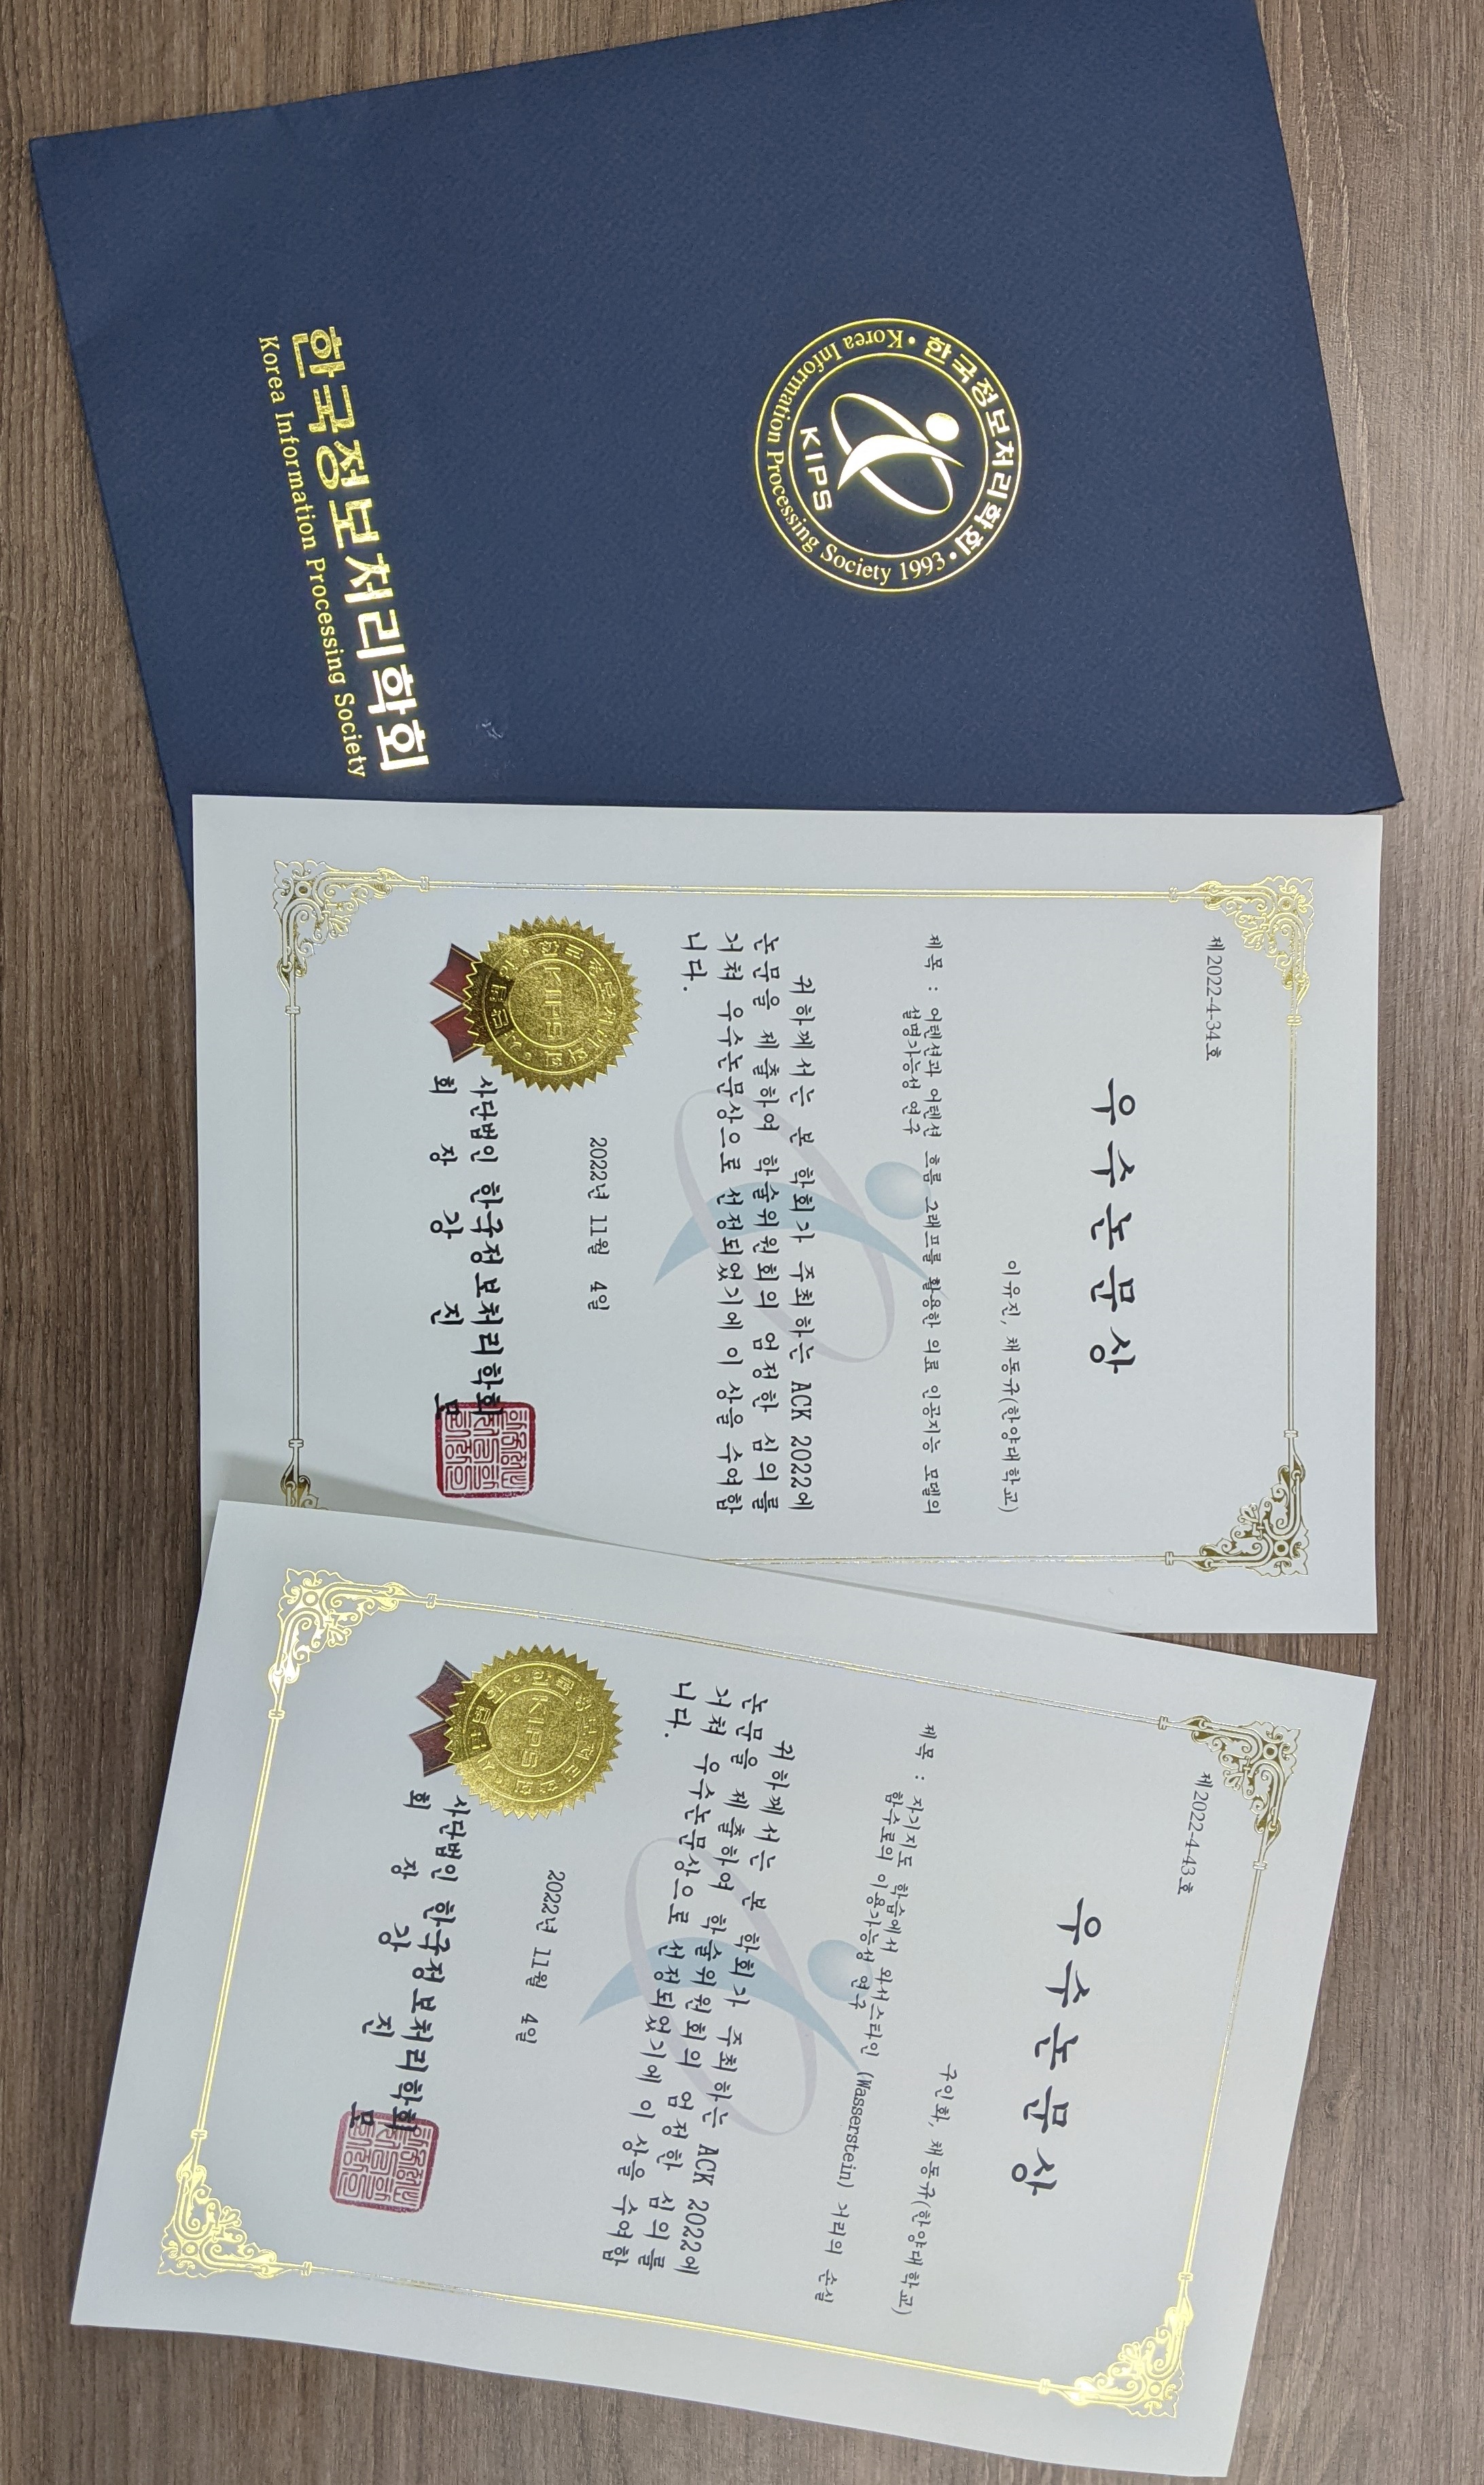 한국정보처리학회 • 1993
Korea Information Processing Society
KIPS
한국정보처리학회
Korea Information Processing Society
제2022-4-34호
우수논문상
이유진, 채동규(한양대학교)
제목 : 어텐션과 어텐션 흐름 그래프를 활용한 의료 인공지능 모델의
설명가능성 연구
귀하께서는 본 학회가 주최하는 ACK 2022에
논문을 제출하여 학술위원회의 엄정한 심의를
거쳐 우수논문상으로 선정되었기에 이 상을 수여합
니다.
2022년 11월 4일
KIPS
사단법인 한국정보처리학회
회 장 강 진 모
제2022-4-43호
우수논문상
구인화, 채동규(한양대학교)
제목 : 자기지도 학습에서 와서스타인 (Wasserstein) 거리의 손실
함수로의 이용가능성 연구
귀하께서는 본 학회가 주최하는 ACK 2022에
논문을 제출하여 학술위원회의 엄정한 심의를
거쳐 우수논문상으로 선정되었기에 이 상을 수여합
니다.
2022년 11월 4일
KIPS
사단법인 한국정보처리학회
회 장 강 진 모